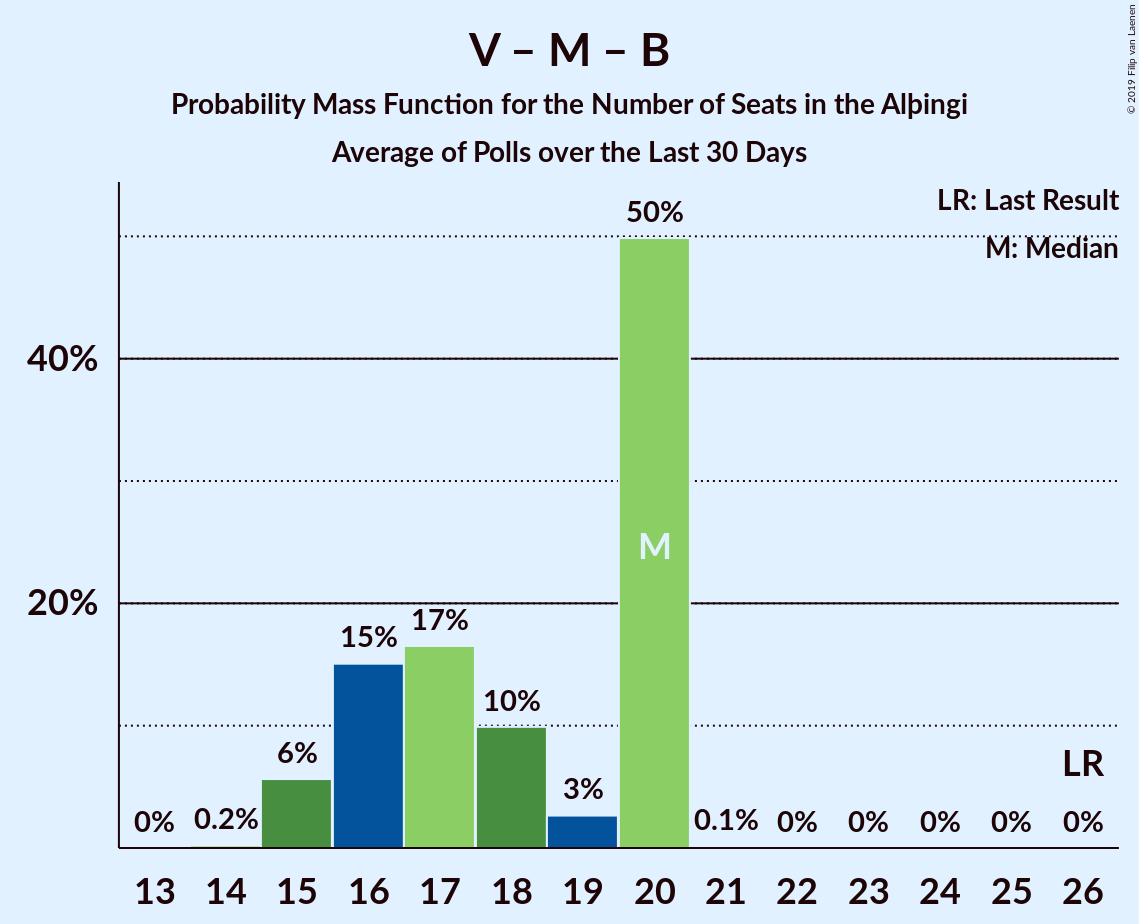 V – M – B
Probability Mass Function for the Number of Seats in the Alþingi
Average of Polls over the Last 30 Days
© 2019 Filip van Laenen
LR: Last Result
M: Median
50%
40%
M
20%
17%
15%
10%
6%
LR
3%
0% 0.2% 0.1% 0% 0% 0% 0% 0%
13 14 15 16 17 18 19 20 21 22 23 24 25 26